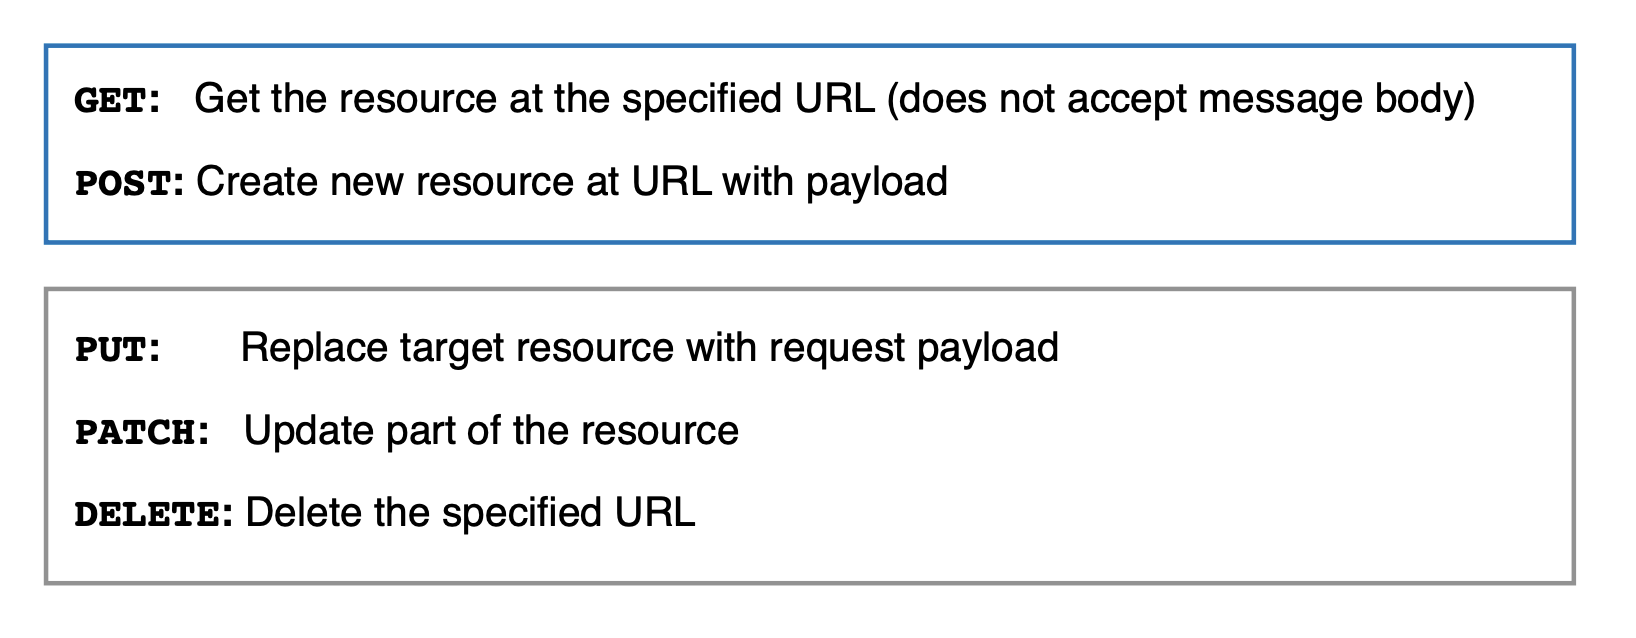 GET: Get the resource at the specified URL (does not accept message body)
POST: Create new resource at URL with payload
PUT: Replace target resource with request payload
PATCH: Update part of the resource
DELETE: Delete the specified URL